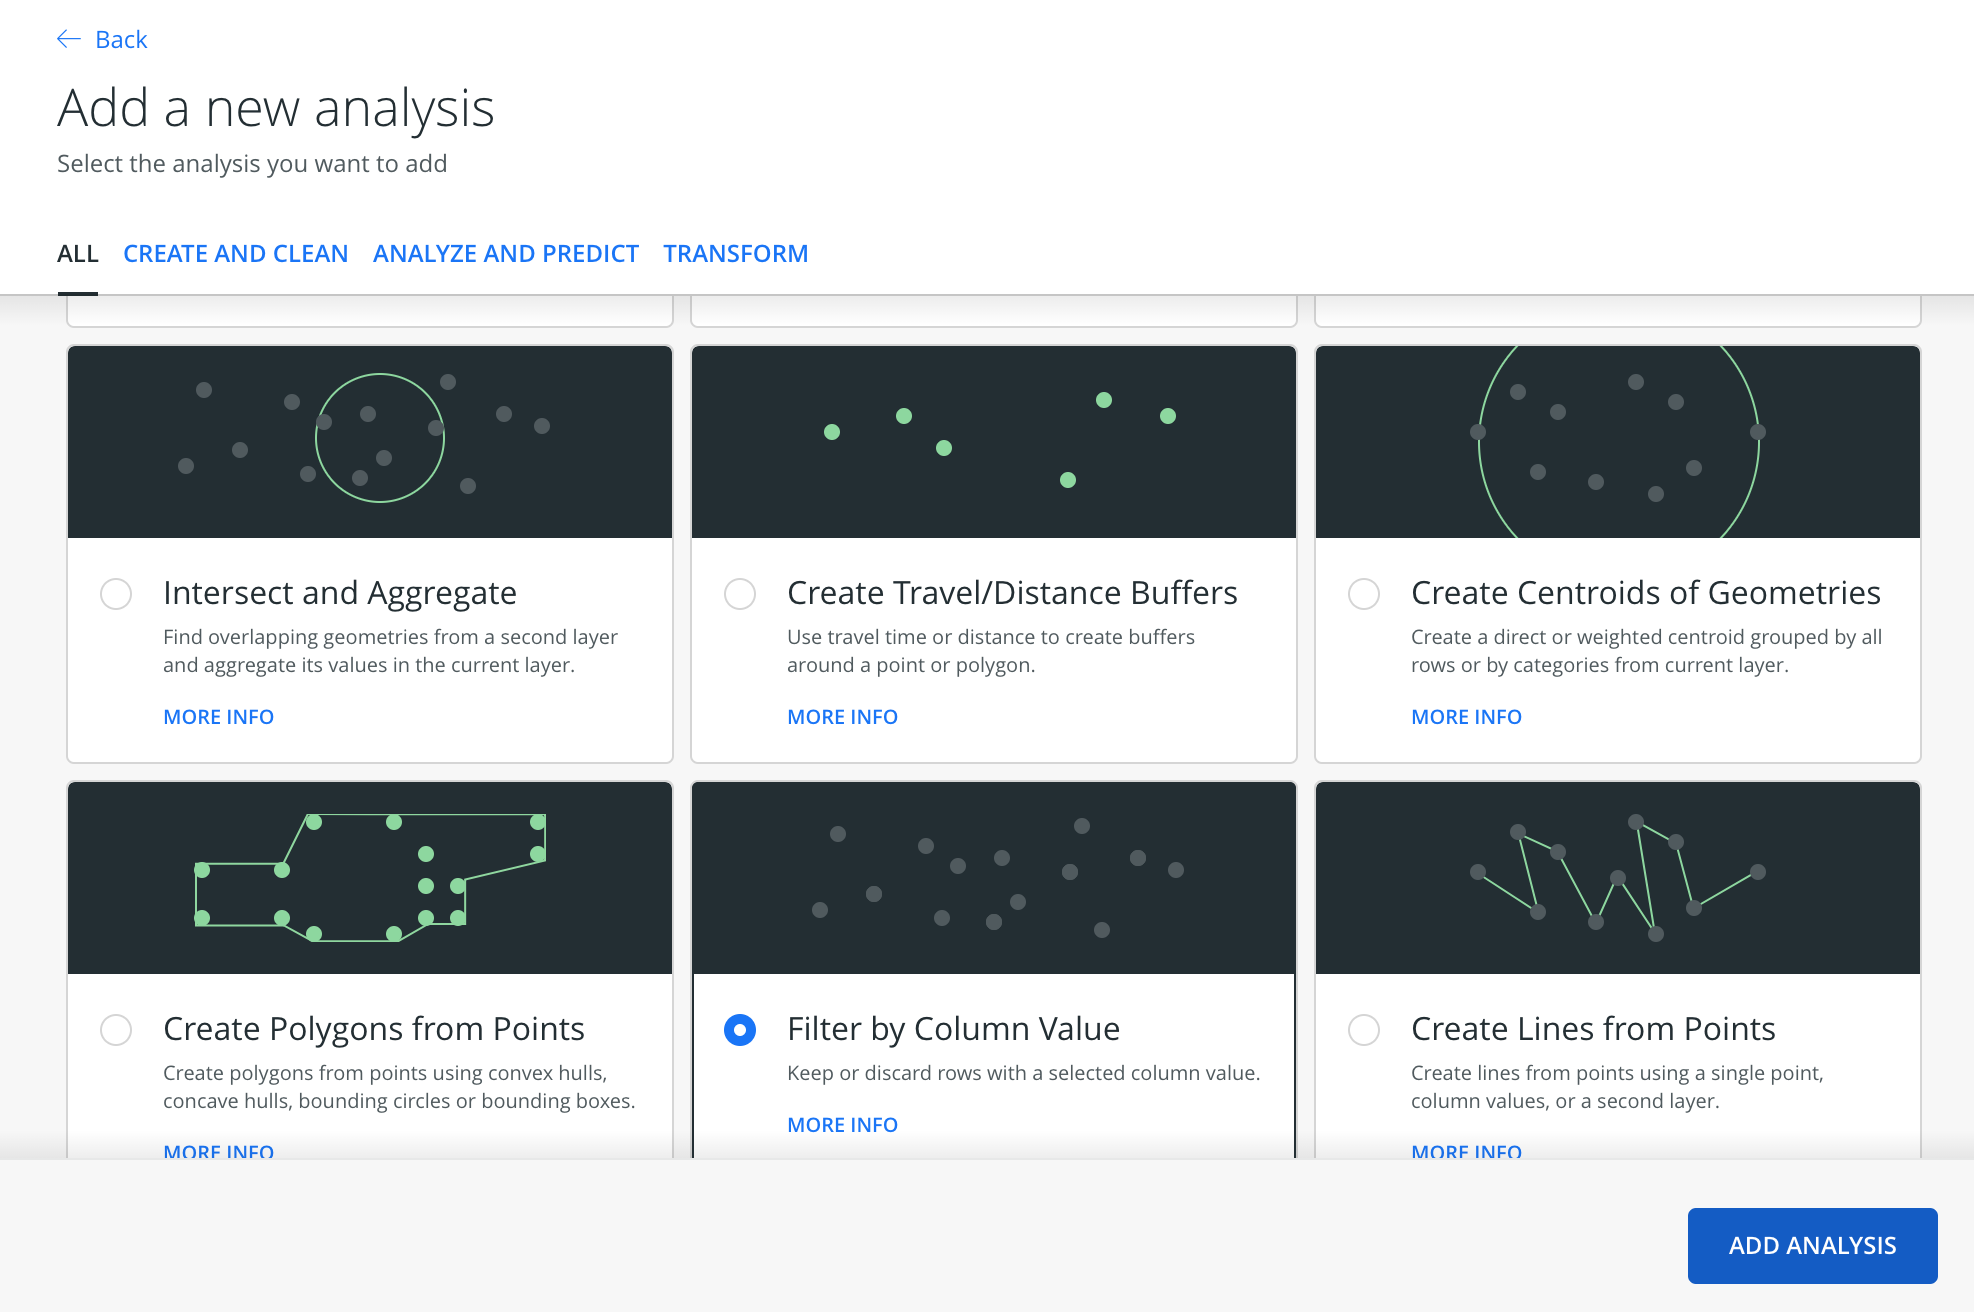 Back
Add a new analysis
Select the analysis you want to add
ALL CREATE AND CLEAN ANALYZE AND PREDICT TRANSFORM
Intersect and Aggregate
Find overlapping geometries from a second layer
and aggregate its values in the current layer.
MORE INFO
Create Travel/Distance Buffers
Use travel time or distance to create buffers
around a point or polygon.
MORE INFO
Create Centroids of Geometries
Create a direct or weighted centroid grouped by all
rows or by categories from current layer.
MORE INFO
Create Polygons from Points
Create polygons from points using convex hulls,
concave hulls, bounding circles or bounding boxes.
MORE INFO
Filter by Column Value
Keep or discard rows with a selected column value.
MORE INFO
Create Lines from Points
Create lines from points using a single point,
column values, or a second layer.
MORE INFO
ADD ANALYSIS